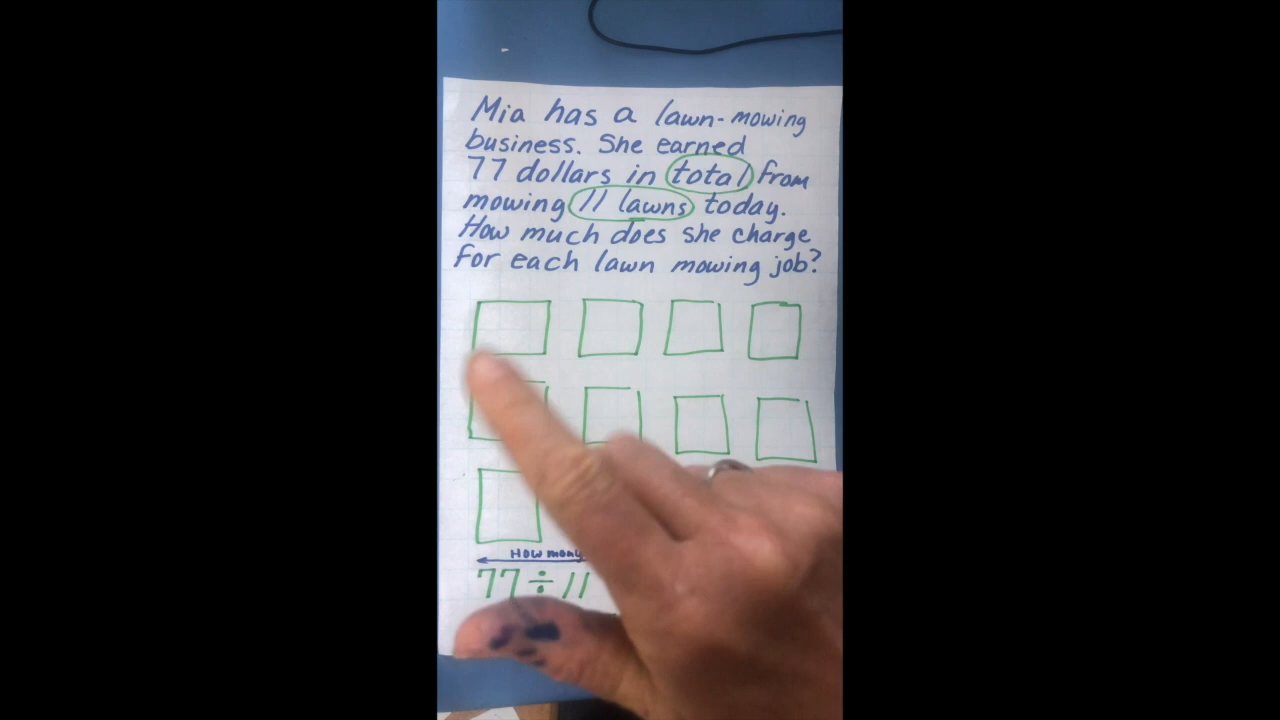 Mia has a lawn-mowing
business. She earned
77 dollars in total from
mowing 11 lawns today.
How much does she charge
for each lawn mowing job?
How many
77 ÷ 11